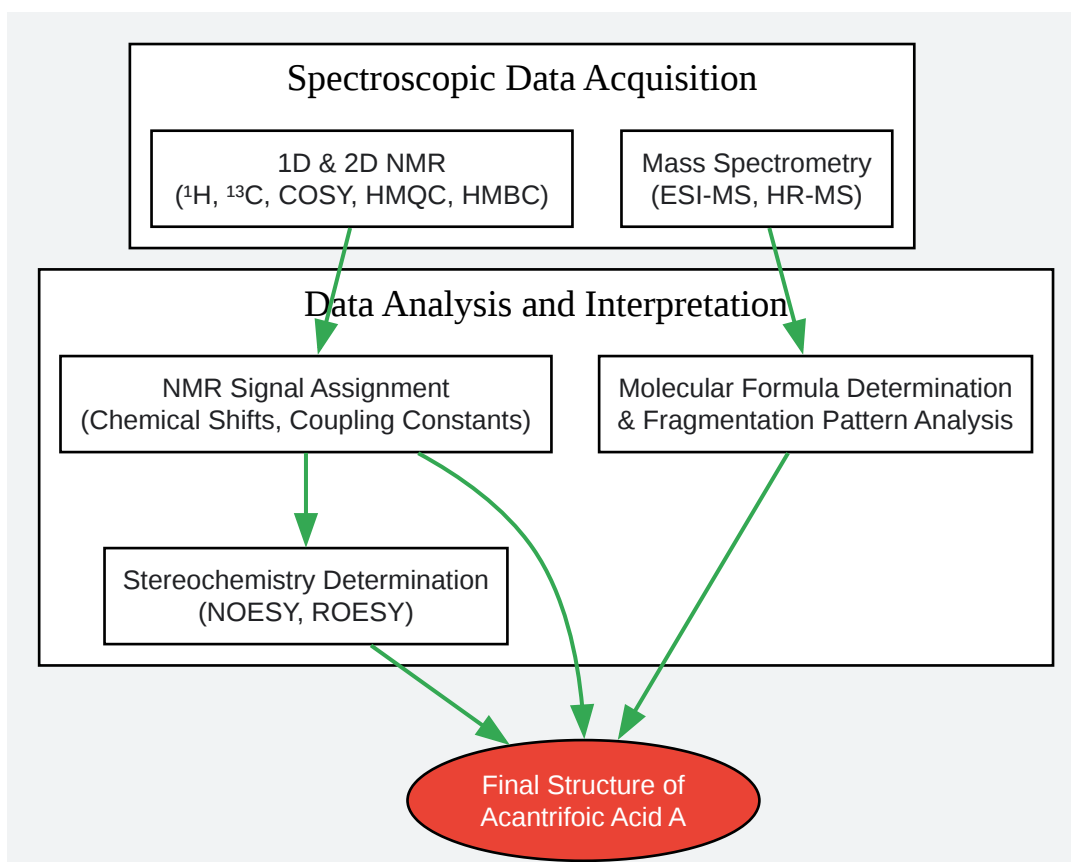 Spectroscopic Data Acquisition
1D & 2D NMR
(¹H, ¹³C, COSY, HMQC, HMBC)
Mass Spectrometry
(ESI-MS, HR-MS)
Data Analysis and Interpretation
NMR Signal Assignment
(Chemical Shifts, Coupling Constants)
Molecular Formula Determination
& Fragmentation Pattern Analysis
Stereochemistry Determination
(NOESY, ROESY)
Final Structure of
Acantrifoic Acid A